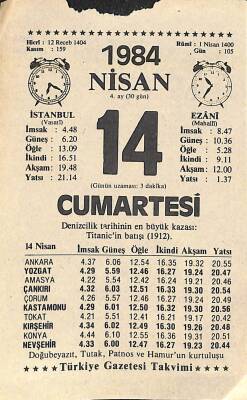 Hicrî : 12 Receb 1404
Kasım : 159
1984
Rûmî : 1 Nisan 1400
Gün : 105
NİSAN
4. ay (30 gün)
İSTANBUL
(Vasatî)
İmsak : 4.48
Güneş : 6.20
Öğle : 13.09
İkindi : 16.51
Akşam : 19.48
Yatsı : 21.14
14
EZÂNÎ
(Mahallî)
İmsak : 8.47
Güneş : 10.36
Öğle : 5.28
İkindi : 9.11
Akşam : 12.00
Yatsı : 1.37
(Günün uzaması: 3 dakika)
CUMARTESİ
Denizcilik tarihinin en büyük kazası:
Titanic'in batışı (1912).
14 Nisan İmsak Güneş Öğle İkindi Akşam Yatsı
ANKARA 4.37 6.06 12.54 16.35 19.32 20.55
YOZGAT 4.29 5.59 12.46 16.27 19.24 20.47
AMASYA 4.22 5.54 12.42 16.24 19.21 20.46
ÇANKIRI 4.32 6.03 12.51 16.33 19.30 20.54
ÇORUM 4.26 5.57 12.46 16.27 19.24 20.49
KASTAMONU 4.29 6.01 12.50 16.32 19.30 20.56
TOKAT 4.21 5.51 12.41 16.21 19.17 20.42
KIRŞEHİR 4.34 6.02 12.49 16.30 19.26 20.48
KONYA 4.44 6.10 12.55 16.36 19.31 20.51
NEVŞEHİR 4.33 6.00 12.47 16.27 19.23 20.44
Doğubeyazıt, Tutak, Patnos ve Hamur'un kurtuluşu
Türkiye Gazetesi Takvimi